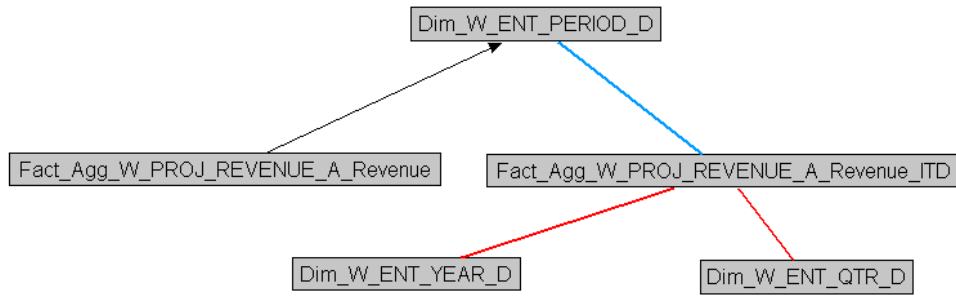 Dim_W_ENT_PERIOD_D
Fact_Agg_W_PROJ_REVENUE_A_Revenue
Fact_Agg_W_PROJ_REVENUE_A_Revenue_ITD
Dim_W_ENT_YEAR_D
Dim_W_ENT_QTR_D